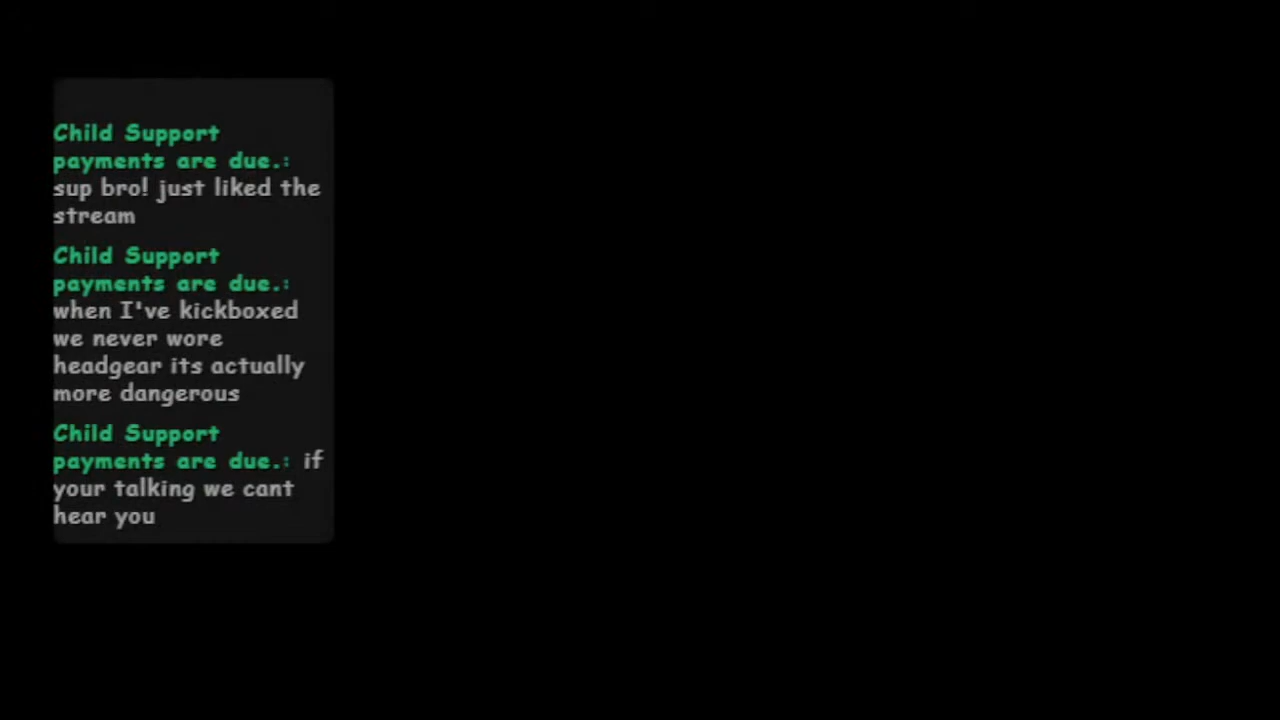 Child Support
payments are due.:
sup bro! just liked the
stream
Child Support
payments are due.:
when I've kickboxed
we never wore
headgear its actually
more dangerous
Child Support
payments are due.: if
your talking we cant
hear you